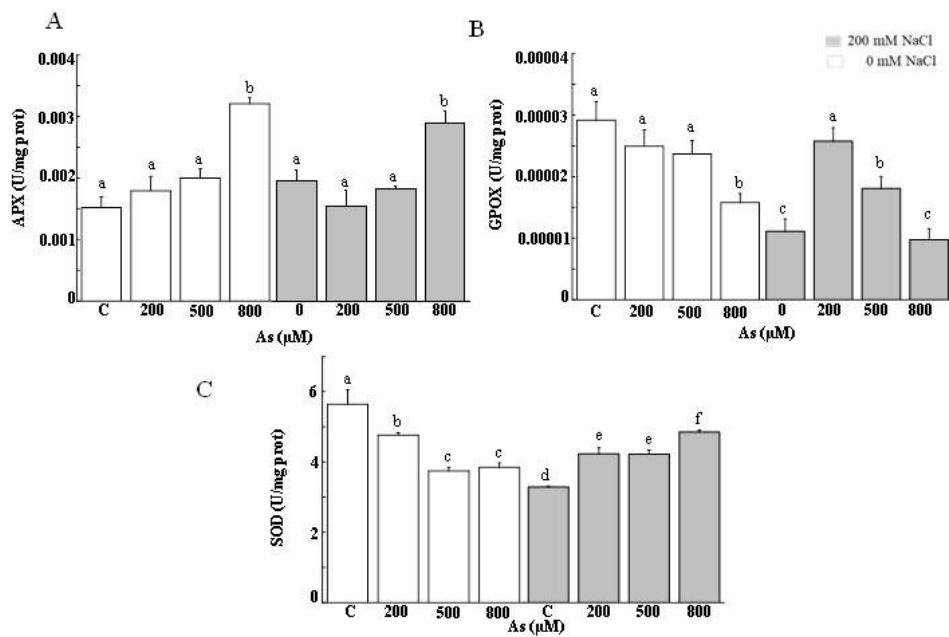 A
APX (U/mg prot)
0.004
0.003
0.002
0.001
0
a
a
a
b
a
a
a
b
C 200 500 800 0 200 500 800
As (µM)
B
200 mM NaCl
0 mM NaCl
GPOX (U/mg prot)
0.00004
0.00003
0.00002
0.00001
0
a
a
a
b
c
a
b
c
C 200 500 800 0 200 500 800
As (µM)
C
SOD (U/mg prot)
6
4
2
0
a
b
c
c
d
e
e
f
C 200 500 800 C 200 500 800
As (µM)